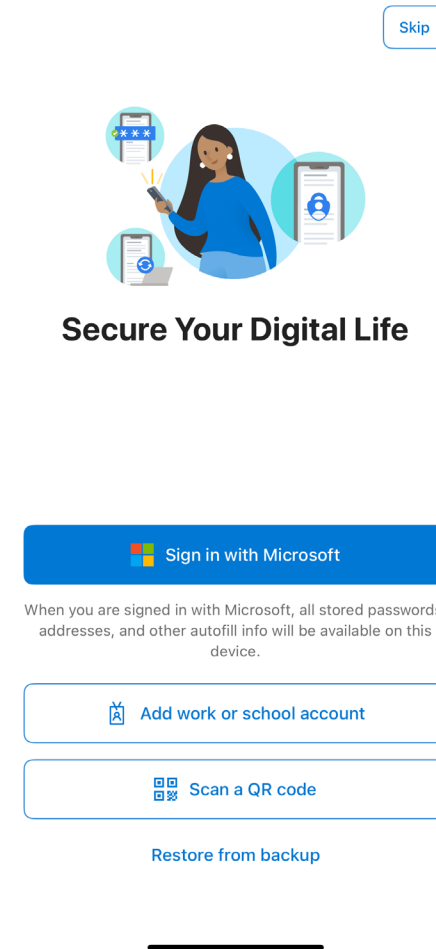 Skip
***
Secure Your Digital Life
Sign in with Microsoft
When you are signed in with Microsoft, all stored passwords
addresses, and other autofill info will be available on this
device.
Add work or school account
Scan a QR code
Restore from backup